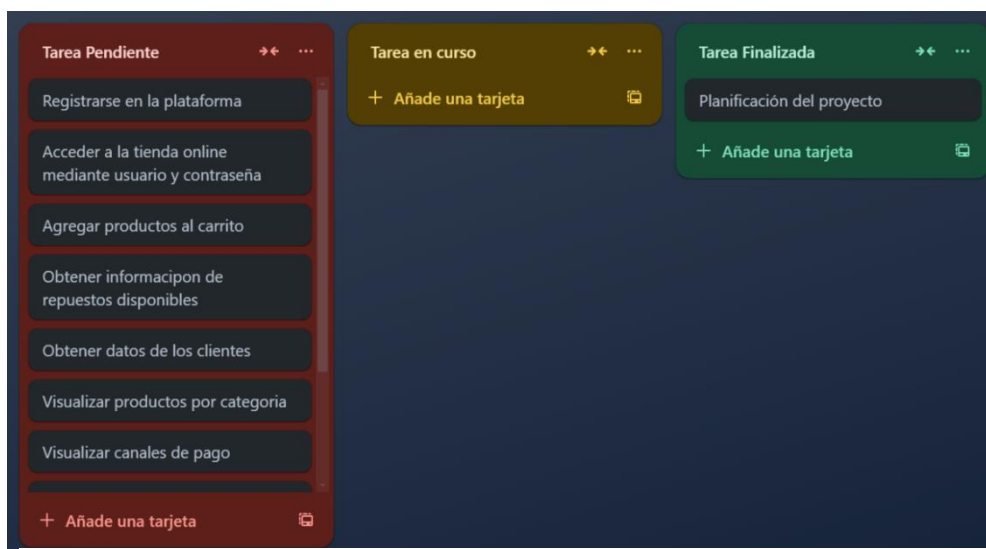 Tarea Pendiente
Registrarse en la plataforma
Acceder a la tienda online
mediante usuario y contraseña
Agregar productos al carrito
Obtener informacipon de
repuestos disponibles
Obtener datos de los clientes
Visualizar productos por categoria
Visualizar canales de pago
+ Añade una tarjeta
Tarea en curso
+ Añade una tarjeta
Tarea Finalizada
Planificación del proyecto
+ Añade una tarjeta